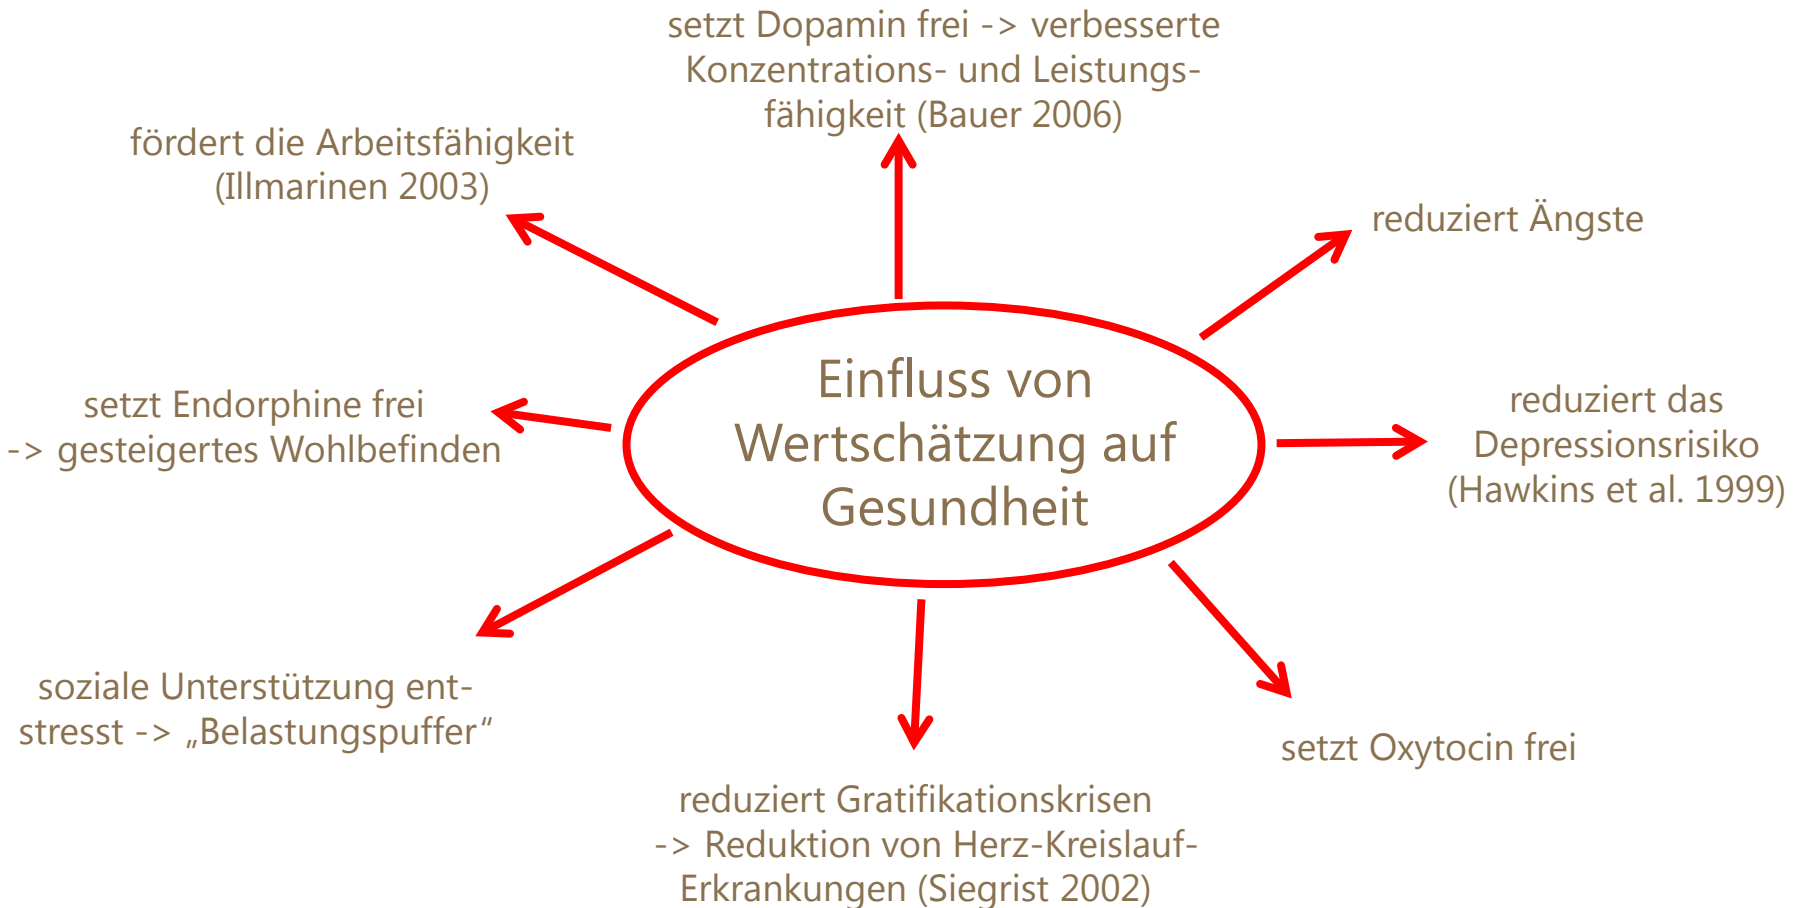 setzt Dopamin frei -> verbesserte
Konzentrations- und Leistungs-
fähigkeit (Bauer 2006)
fördert die Arbeitsfähigkeit
(Illmarinen 2003)
reduziert Ängste
Einfluss von
Wertschätzung auf
Gesundheit
setzt Endorphine frei
-> gesteigertes Wohlbefinden
reduziert das
Depressionsrisiko
(Hawkins et al. 1999)
soziale Unterstützung ent-
stresst -> „Belastungspuffer“
setzt Oxytocin frei
reduziert Gratifikationskrisen
-> Reduktion von Herz-Kreislauf-
Erkrankungen (Siegrist 2002)